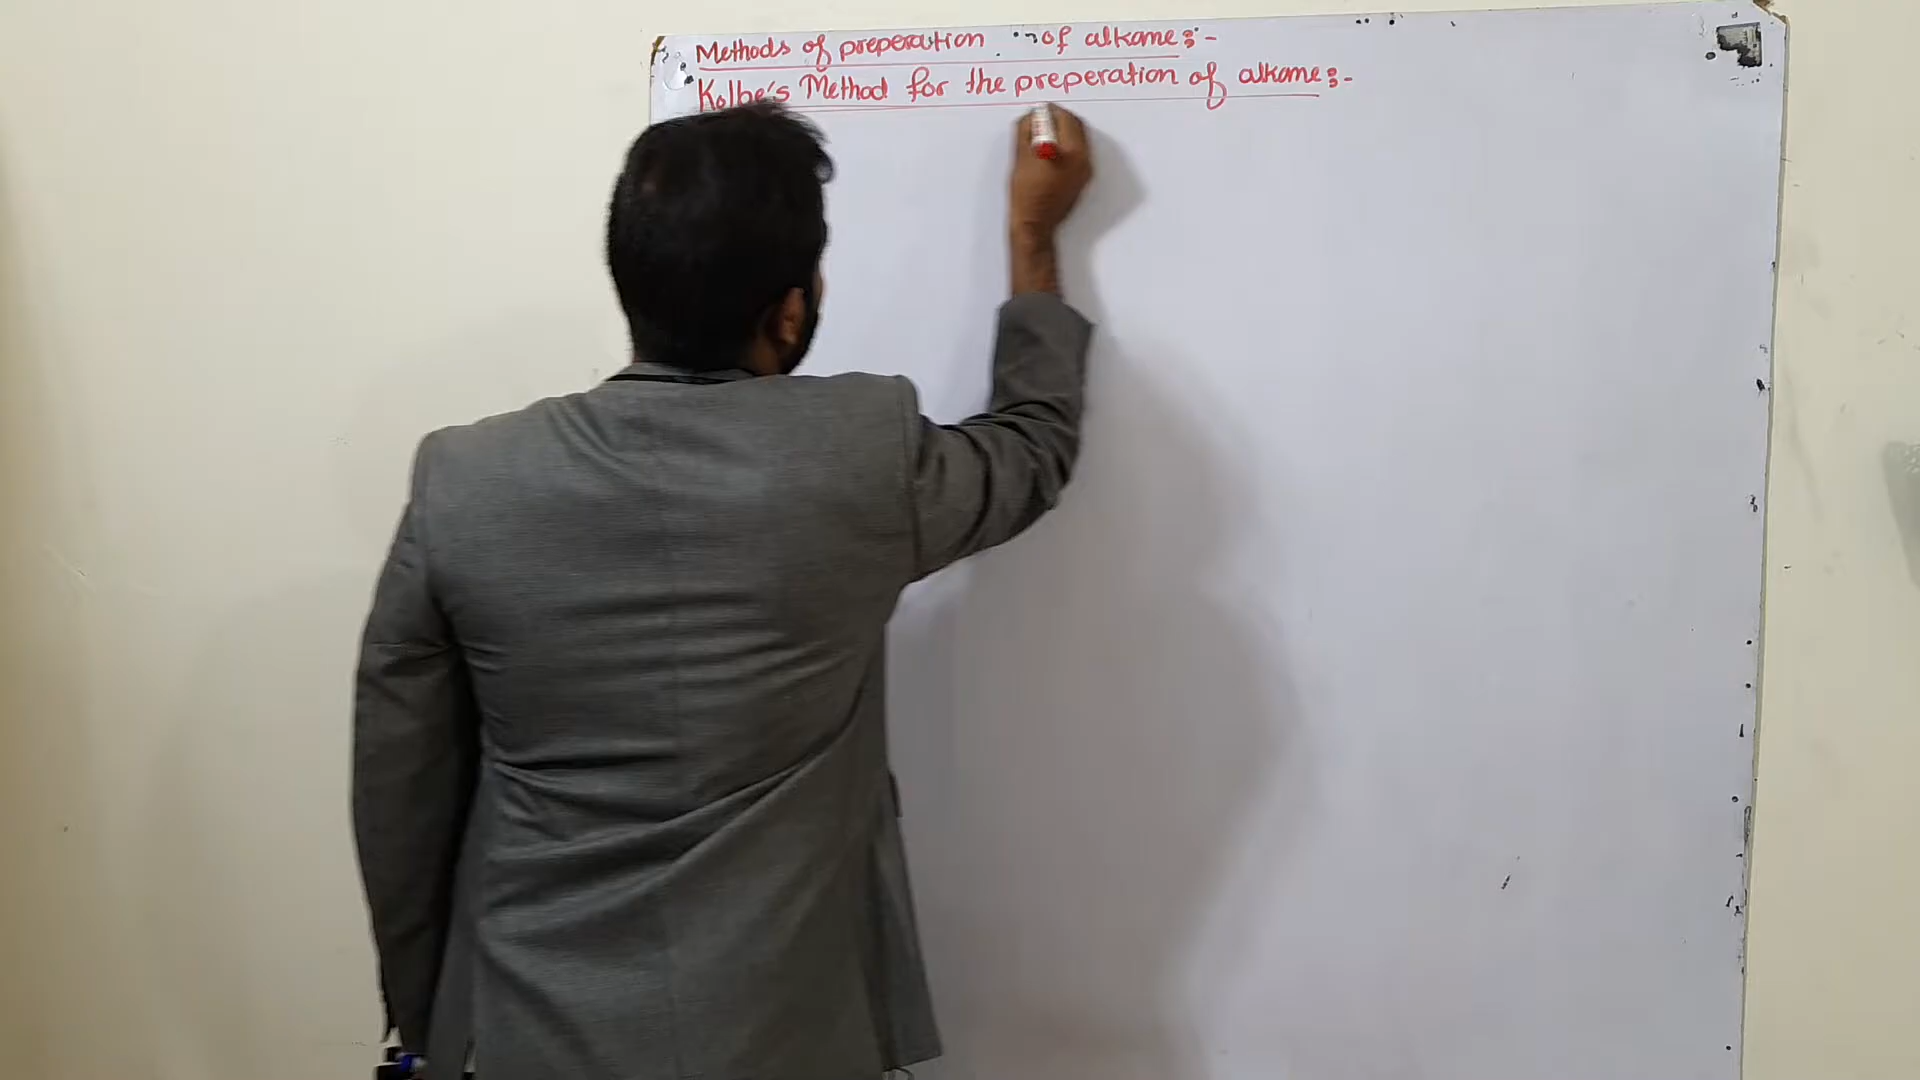 Methods of preperation of alkane:-
Kolbe's Method for the preperation of alkane:-